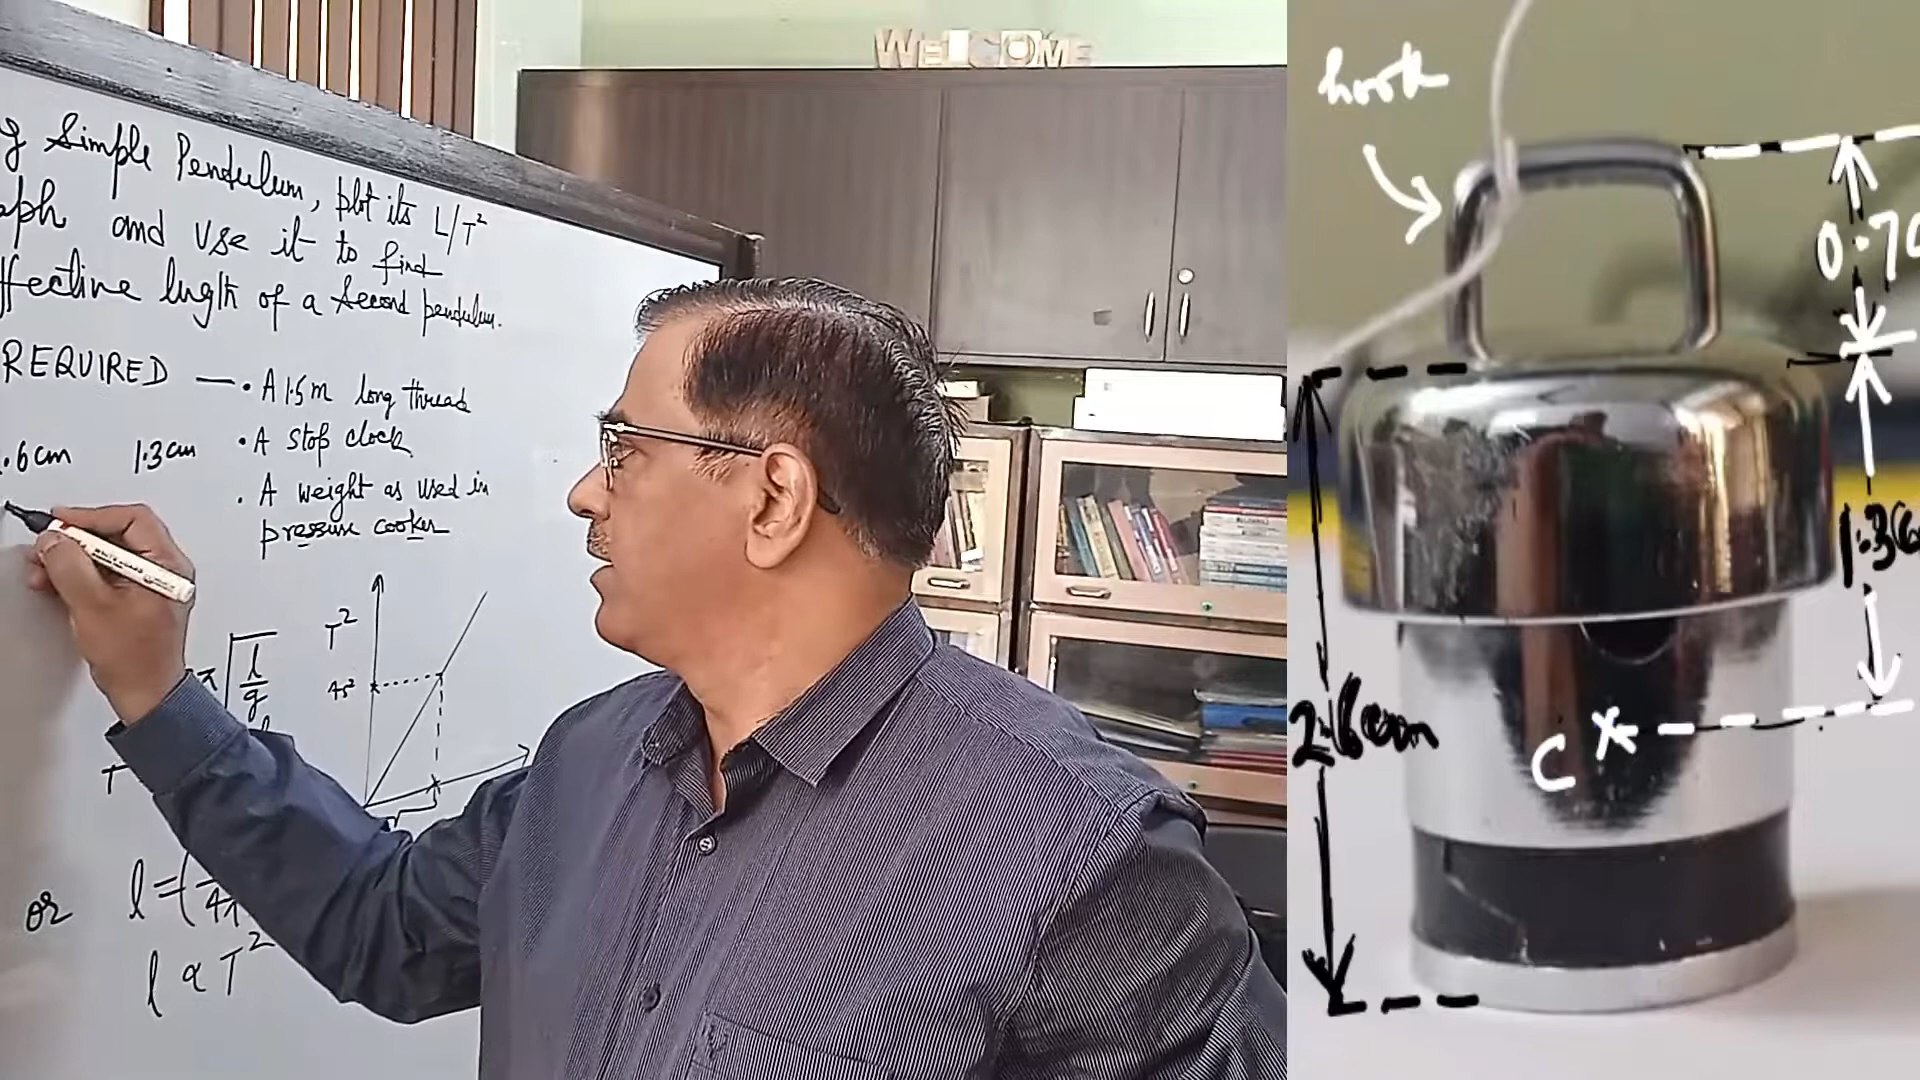 WELCOME
g Simple Pendulum, plot its L/T²
aph and use it to find
ffective length of a second pendulum.
REQUIRED — • A 1.5m long thread
.6cm 1.3cm • A stop clock
• A weight as used in
pressure cooker
T²
4s²
π√l/g
T
or l=(
4π
l α T²
hook
0.70
1.3
2.6cm
C